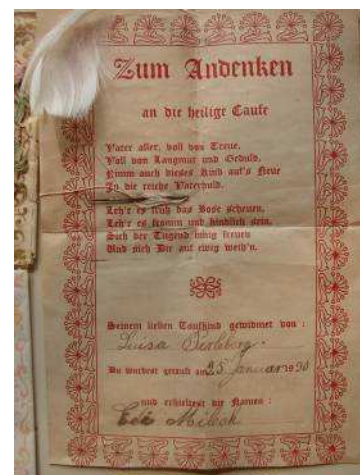 Zum Andenken
an die heilige Taufe
Vater aller, voll von Treue,
Voll von Langmut und Geduld,
Nimm auch dieses Kind auf's Neue
In die reiche Vaterhuld.
Lehr' es früh das Böse scheuen,
Lehr' es fromm und kindlich sein,
Sich der Tugend innig freuen
Und sich Dir auf ewig weih'n.
Seinem lieben Taufkind gewidmet von :
Luisa
Du wurdest getauft am 25 Januar 1930
und erhieltest die Namen :